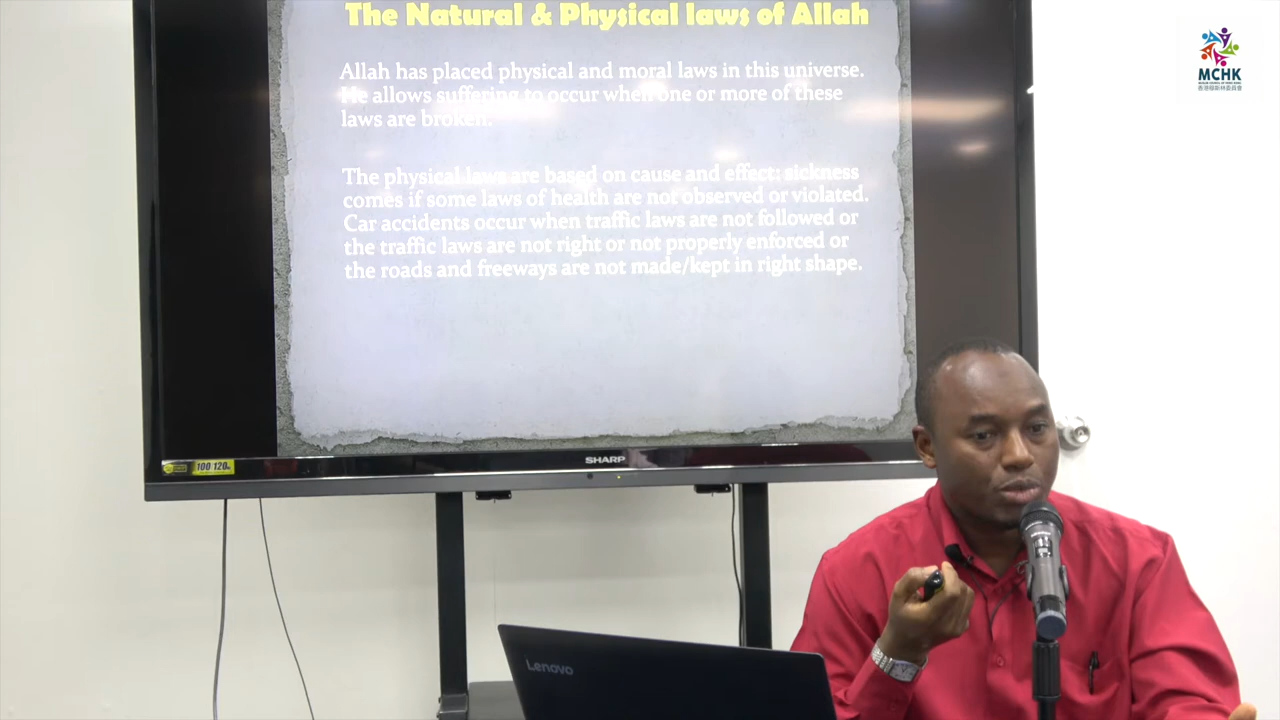 The Natural & Physical laws of Allah
MCHK
Allah has placed physical and moral laws in this universe.
He allows suffering to occur when one or more of these
laws are broken.
The physical laws are based on cause and effect: sickness
comes if some laws of health are not observed or violated.
Car accidents occur when traffic laws are not followed or
the traffic laws are not right or not properly enforced or
the roads and freeways are not made/kept in right shape.
SHARP
100/120
Lenovo